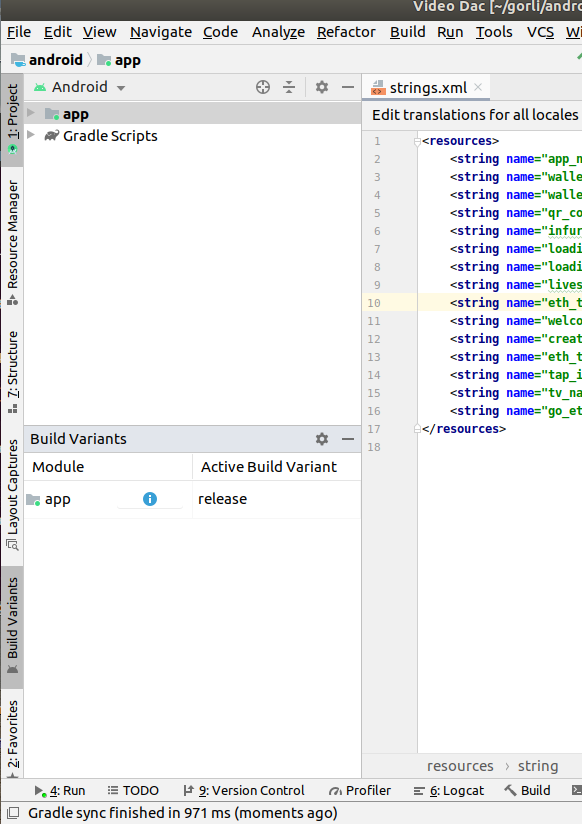 Video Dac [~/gorli/andro
File Edit View Navigate Code Analyze Refactor Build Run Tools VCS Wi
android app
1: Project
Android
app
Gradle Scripts
Resource Manager
7: Structure
Layout Captures
Build Variants
2: Favorites
strings.xml
Edit translations for all locales
1 <resources>
2 <string name="app_n
3 <string name="walle
4 <string name="walle
5 <string name="qr_co
6 <string name="infur
7 <string name="loadi
8 <string name="loadi
9 <string name="lives
10 <string name="eth_t
11 <string name="welco
12 <string name="creat
13 <string name="eth_t
14 <string name="tap_i
15 <string name="tv_na
16 <string name="go_et
17 </resources>
18
Build Variants
Module Active Build Variant
app release
resources › string
4: Run TODO 9: Version Control Profiler 6: Logcat Build
Gradle sync finished in 971 ms (moments ago)